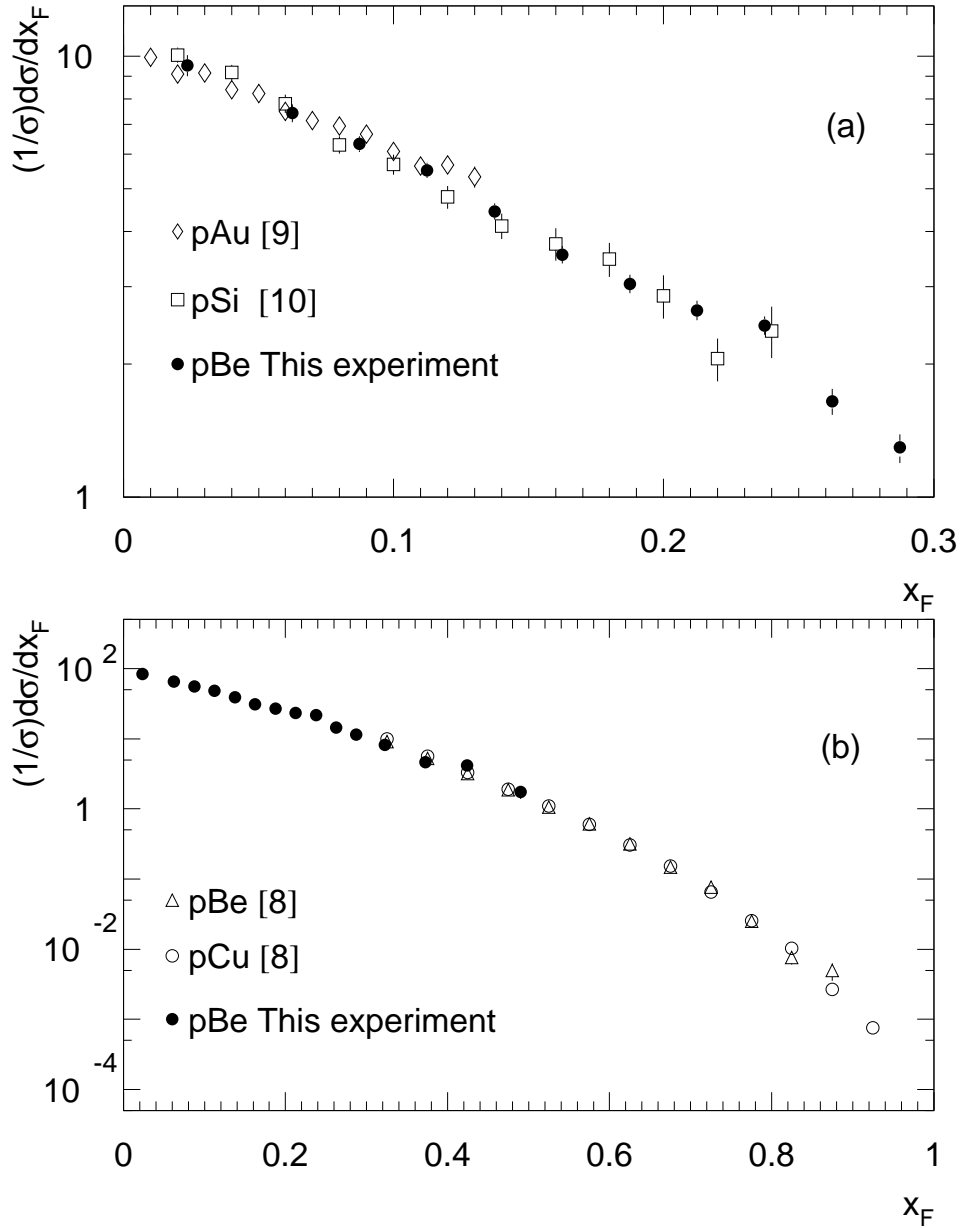 (1/σ)dσ/dx_F
10
(a)
pAu [9]
pSi [10]
pBe This experiment
1
0 0.1 0.2 0.3
x_F
(1/σ)dσ/dx_F
10 2
(b)
1
pBe [8]
10 -2
pCu [8]
pBe This experiment
10 -4
0 0.2 0.4 0.6 0.8 1
x_F